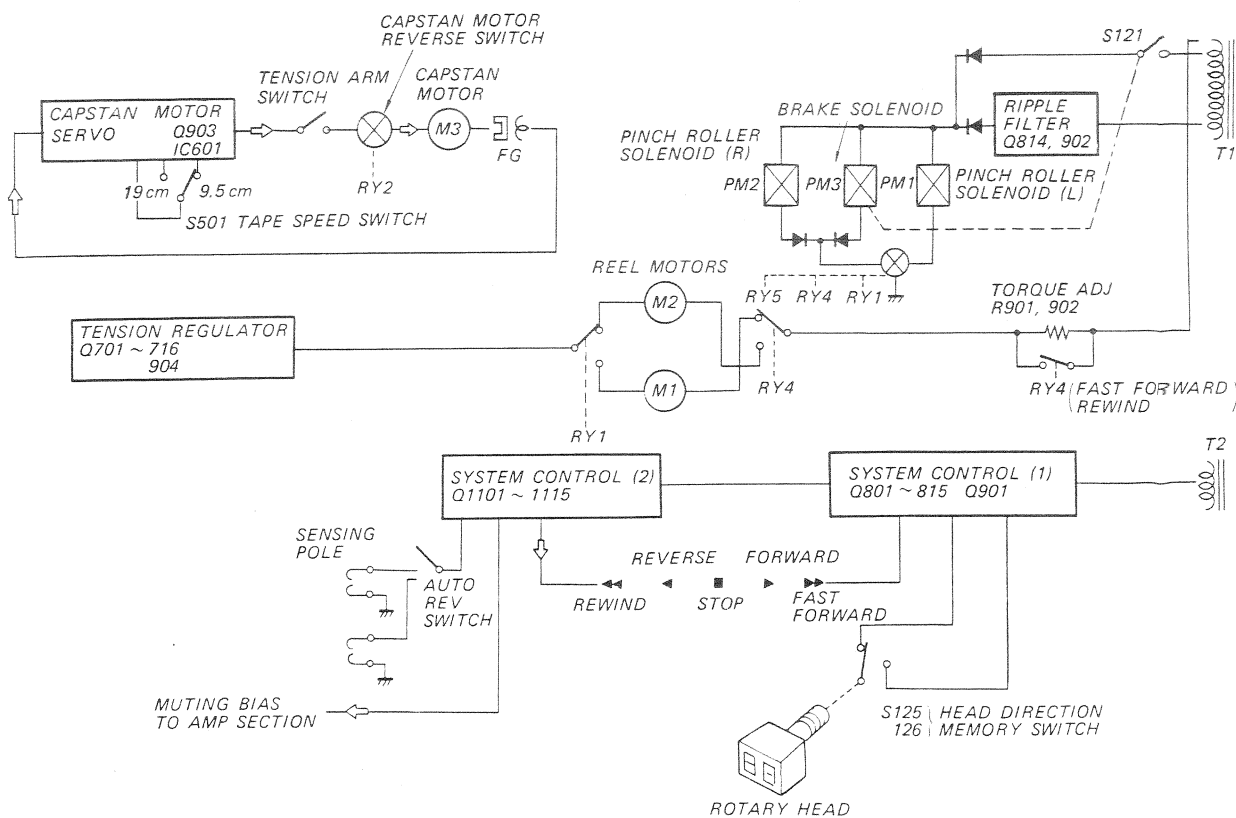 CAPSTAN MOTOR
REVERSE SWITCH
TENSION ARM
SWITCH
CAPSTAN
MOTOR
CAPSTAN MOTOR
SERVO Q903
IC601
M3
FG
RY2
19 cm
9.5 cm
S501 TAPE SPEED SWITCH
S121
BRAKE SOLENOID
RIPPLE
FILTER
Q814, 902
T1
PINCH ROLLER
SOLENOID (R)
PM2
PM3
PM1
PINCH ROLLER
SOLENOID (L)
REEL MOTORS
M2
RY5
RY4
RY1
TORQUE ADJ
R901, 902
TENSION REGULATOR
Q701 ~ 716
904
M1
RY4
RY4 (FAST FORWARD)
REWIND
RY1
T2
SYSTEM CONTROL (2)
Q1101 ~ 1115
SYSTEM CONTROL (1)
Q801 ~ 815 Q901
SENSING
POLE
AUTO
REV
SWITCH
REVERSE
FORWARD
REWIND
STOP
FAST
FORWARD
MUTING BIAS
TO AMP SECTION
S125 HEAD DIRECTION
126 MEMORY SWITCH
ROTARY HEAD